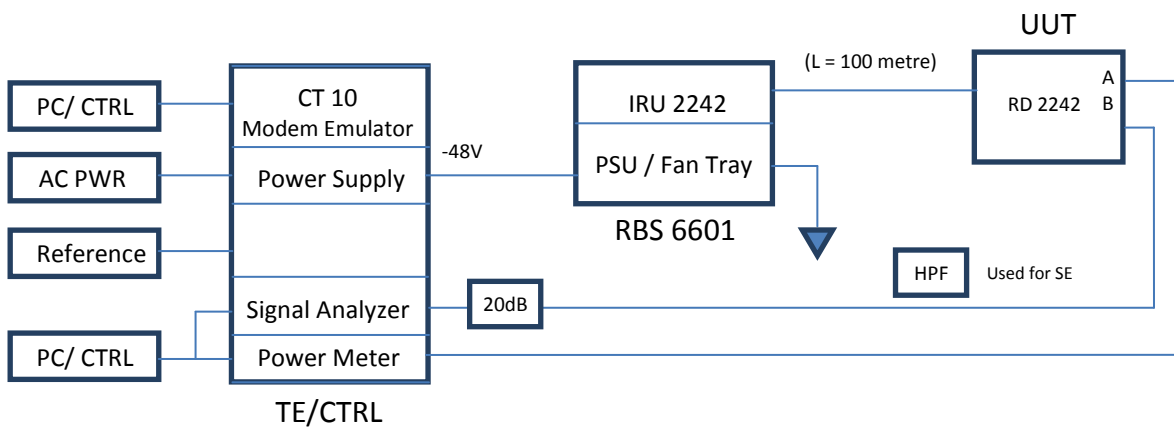 UUT
(L = 100 metre)
PC/ CTRL
CT 10
Modem Emulator
IRU 2242
RD 2242
A
B
-48V
AC PWR
Power Supply
PSU / Fan Tray
RBS 6601
Reference
HPF
Used for SE
Signal Analyzer
20dB
PC/ CTRL
Power Meter
TE/CTRL